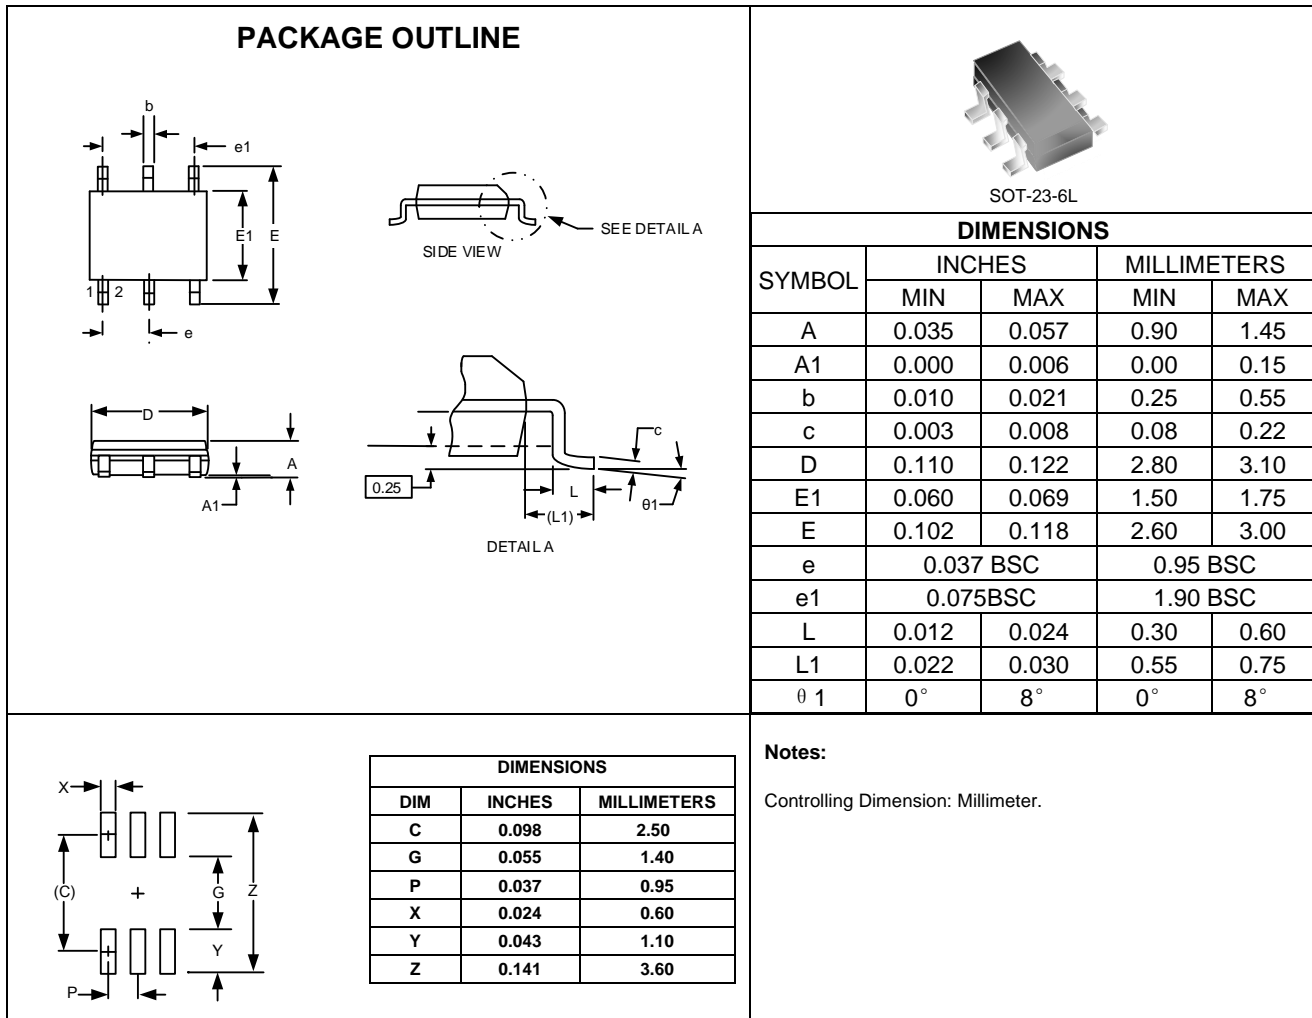 PACKAGE OUTLINE
b
e1
E1
E
1
2
e
SIDE VIEW
SEE DETAIL A
D
A
A1
0.25
L
(L1)
c
θ1
DETAIL A
SOT-23-6L
DIMENSIONS
SYMBOL INCHES MILLIMETERS
MIN MAX MIN MAX
A 0.035 0.057 0.90 1.45
A1 0.000 0.006 0.00 0.15
b 0.010 0.021 0.25 0.55
c 0.003 0.008 0.08 0.22
D 0.110 0.122 2.80 3.10
E1 0.060 0.069 1.50 1.75
E 0.102 0.118 2.60 3.00
e 0.037 BSC 0.95 BSC
e1 0.075BSC 1.90 BSC
L 0.012 0.024 0.30 0.60
L1 0.022 0.030 0.55 0.75
θ 1 0° 8° 0° 8°
X
(C)
G
Z
Y
P
DIMENSIONS
DIM INCHES MILLIMETERS
C 0.098 2.50
G 0.055 1.40
P 0.037 0.95
X 0.024 0.60
Y 0.043 1.10
Z 0.141 3.60
Notes:
Controlling Dimension: Millimeter.